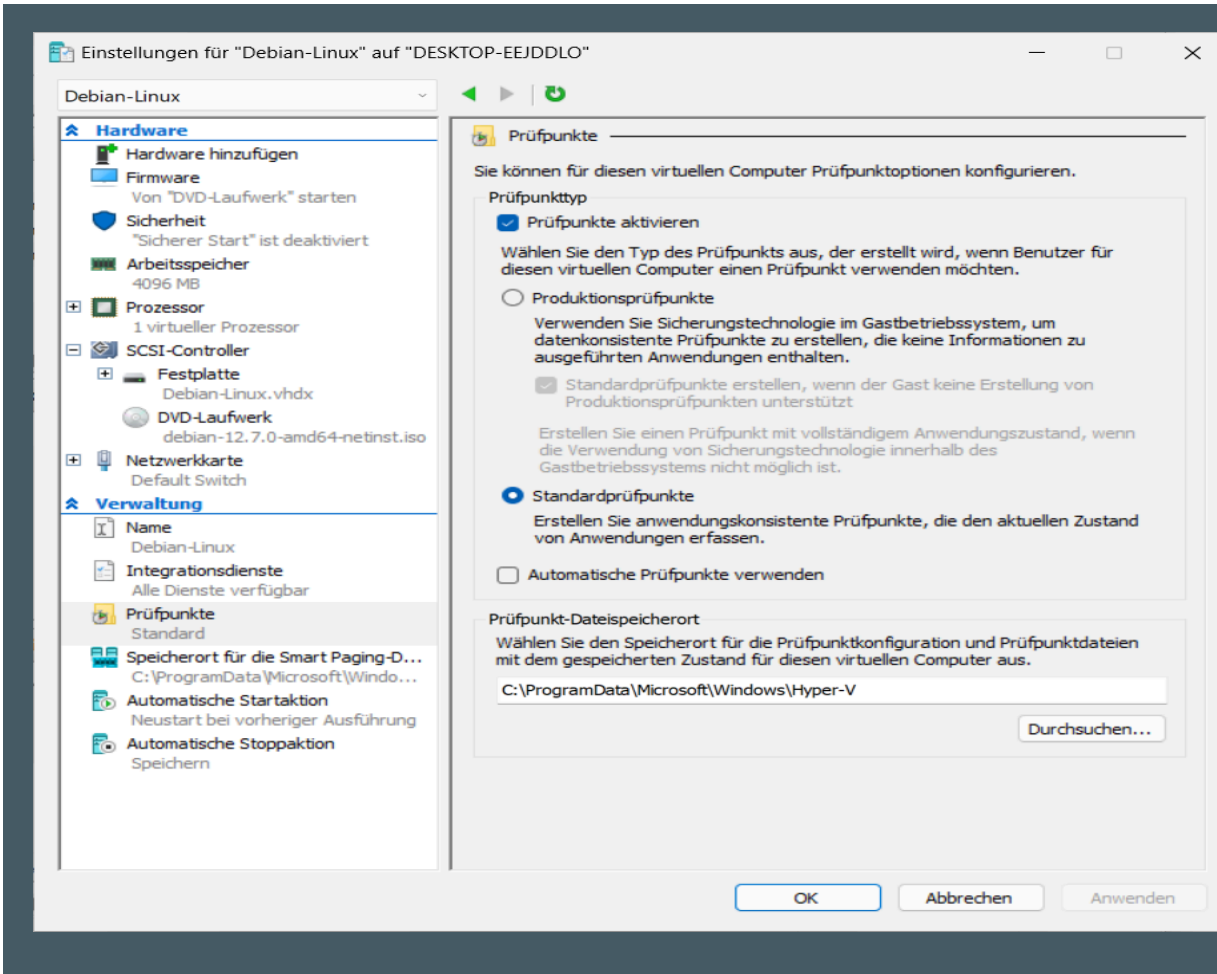 Einstellungen für "Debian-Linux" auf "DESKTOP-EEJDDLO"
Debian-Linux
Hardware
Hardware hinzufügen
Firmware
Von "DVD-Laufwerk" starten
Sicherheit
"Sicherer Start" ist deaktiviert
Arbeitsspeicher
4096 MB
Prozessor
1 virtueller Prozessor
SCSI-Controller
Festplatte
Debian-Linux.vhdx
DVD-Laufwerk
debian-12.7.0-amd64-netinst.iso
Netzwerkkarte
Default Switch
Verwaltung
Name
Debian-Linux
Integrationsdienste
Alle Dienste verfügbar
Prüfpunkte
Standard
Speicherort für die Smart Paging-D...
C:\ProgramData\Microsoft\Windo...
Automatische Startaktion
Neustart bei vorheriger Ausführung
Automatische Stoppaktion
Speichern
Prüfpunkte
Sie können für diesen virtuellen Computer Prüfpunktoptionen konfigurieren.
Prüfpunkttyp
Prüfpunkte aktivieren
Wählen Sie den Typ des Prüfpunkts aus, der erstellt wird, wenn Benutzer für
diesen virtuellen Computer einen Prüfpunkt verwenden möchten.
Produktionsprüfpunkte
Verwenden Sie Sicherungstechnologie im Gastbetriebssystem, um
datenkonsistente Prüfpunkte zu erstellen, die keine Informationen zu
ausgeführten Anwendungen enthalten.
Standardprüfpunkte erstellen, wenn der Gast keine Erstellung von
Produktionsprüfpunkten unterstützt
Erstellen Sie einen Prüfpunkt mit vollständigem Anwendungszustand, wenn
die Verwendung von Sicherungstechnologie innerhalb des
Gastbetriebssystems nicht möglich ist.
Standardprüfpunkte
Erstellen Sie anwendungskonsistente Prüfpunkte, die den aktuellen Zustand
von Anwendungen erfassen.
Automatische Prüfpunkte verwenden
Prüfpunkt-Dateispeicherort
Wählen Sie den Speicherort für die Prüfpunktkonfiguration und Prüfpunktdateien
mit dem gespeicherten Zustand für diesen virtuellen Computer aus.
C:\ProgramData\Microsoft\Windows\Hyper-V
Durchsuchen...
OK
Abbrechen
Anwenden